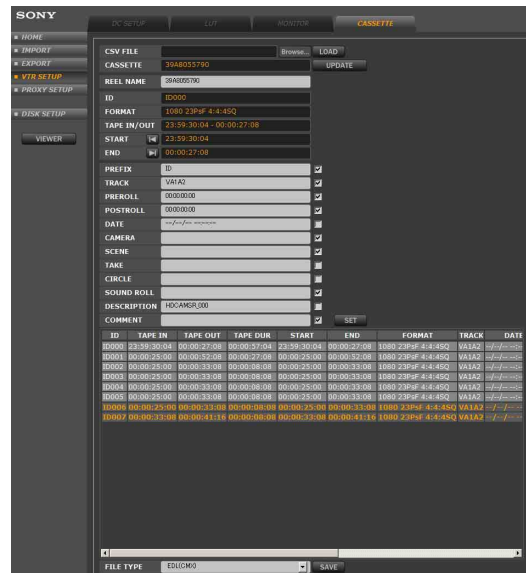 SONY
DC SETUP LUT MONITOR CASSETTE
HOME
IMPORT
EXPORT
VTR SETUP
PROXY SETUP
DISK SETUP
VIEWER
CSV FILE Browse... LOAD
CASSETTE 39A8055790 UPDATE
REEL NAME 39A8055790
ID ID000
FORMAT 1080 23PsF 4:4:4SQ
TAPE IN/OUT 23:59:30:04 - 00:00:27:08
START 23:59:30:04
END 00:00:27:08
PREFIX ID
TRACK VA1A2
PREROLL 00:00:00:00
POSTROLL 00:00:00:00
DATE --/--/-- --:--:--
CAMERA
SCENE
TAKE
CIRCLE
SOUND ROLL
DESCRIPTION HDCAMSR_000
COMMENT SET
ID TAPE IN TAPE OUT TAPE DUR START END FORMAT TRACK DATE
ID000 23:59:30:04 00:00:27:08 00:00:57:04 23:59:30:04 00:00:27:08 1080 23PsF 4:4:4SQ VA1A2 --/--/-- --:-
ID001 00:00:25:00 00:00:52:08 00:00:27:08 00:00:25:00 00:00:52:08 1080 23PsF 4:4:4SQ VA1A2 --/--/-- --:-
ID002 00:00:25:00 00:00:33:08 00:00:08:08 00:00:25:00 00:00:33:08 1080 23PsF 4:4:4SQ VA1A2 --/--/-- --:-
ID003 00:00:25:00 00:00:33:08 00:00:08:08 00:00:25:00 00:00:33:08 1080 23PsF 4:4:4SQ VA1A2 --/--/-- --:-
ID004 00:00:25:00 00:00:33:08 00:00:08:08 00:00:25:00 00:00:33:08 1080 23PsF 4:4:4SQ VA1A2 --/--/-- --:-
ID005 00:00:25:00 00:00:33:08 00:00:08:08 00:00:25:00 00:00:33:08 1080 23PsF 4:4:4SQ VA1A2 --/--/-- --:-
ID006 00:00:25:00 00:00:33:08 00:00:08:08 00:00:25:00 00:00:33:08 1080 23PsF 4:4:4SQ VA1A2 --/--/-- --:-
ID007 00:00:33:08 00:00:41:16 00:00:08:08 00:00:33:08 00:00:41:16 1080 23PsF 4:4:4SQ VA1A2 --/--/-- --:-
FILE TYPE EDL(CMX) SAVE